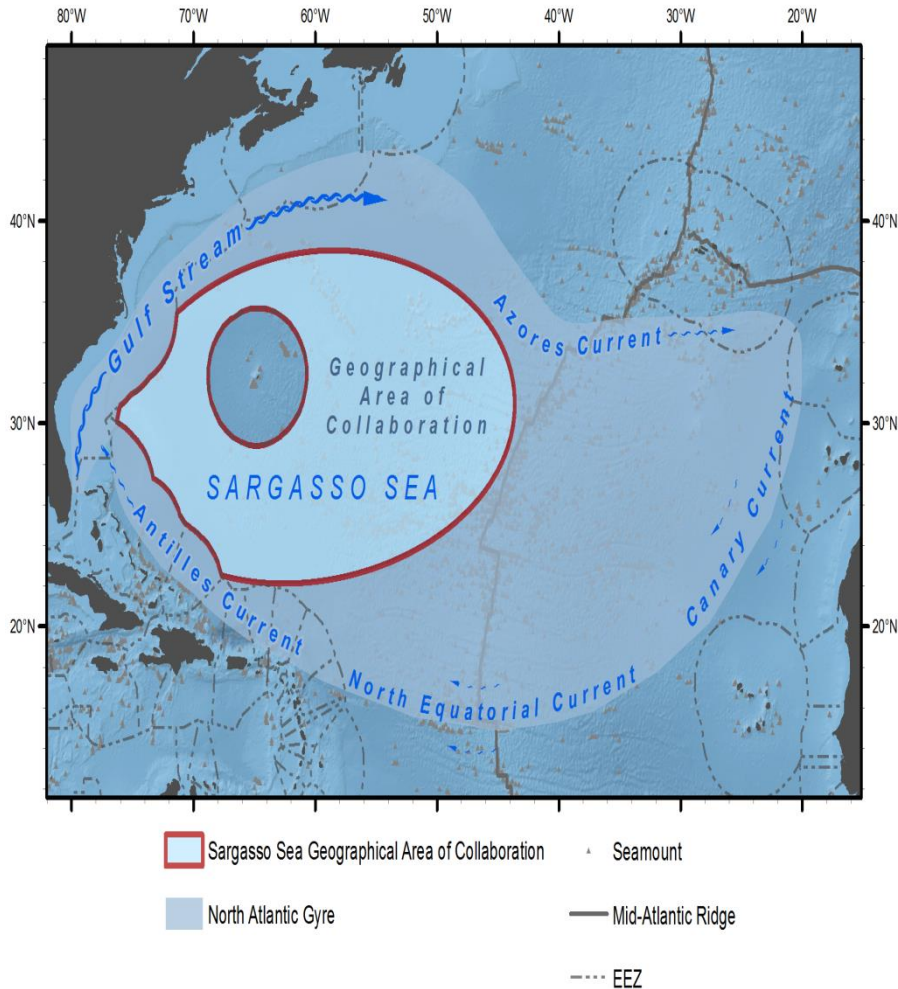 80°W 70°W 60°W 50°W 40°W 30°W 20°W
40°N 40°N
Gulf Stream
Azores Current
Geographical
Area of
Collaboration
30°N 30°N
SARGASSO SEA
Canary Current
Antilles Current
20°N 20°N
North Equatorial Current
Sargasso Sea Geographical Area of Collaboration
Seamount
North Atlantic Gyre
Mid-Atlantic Ridge
EEZ